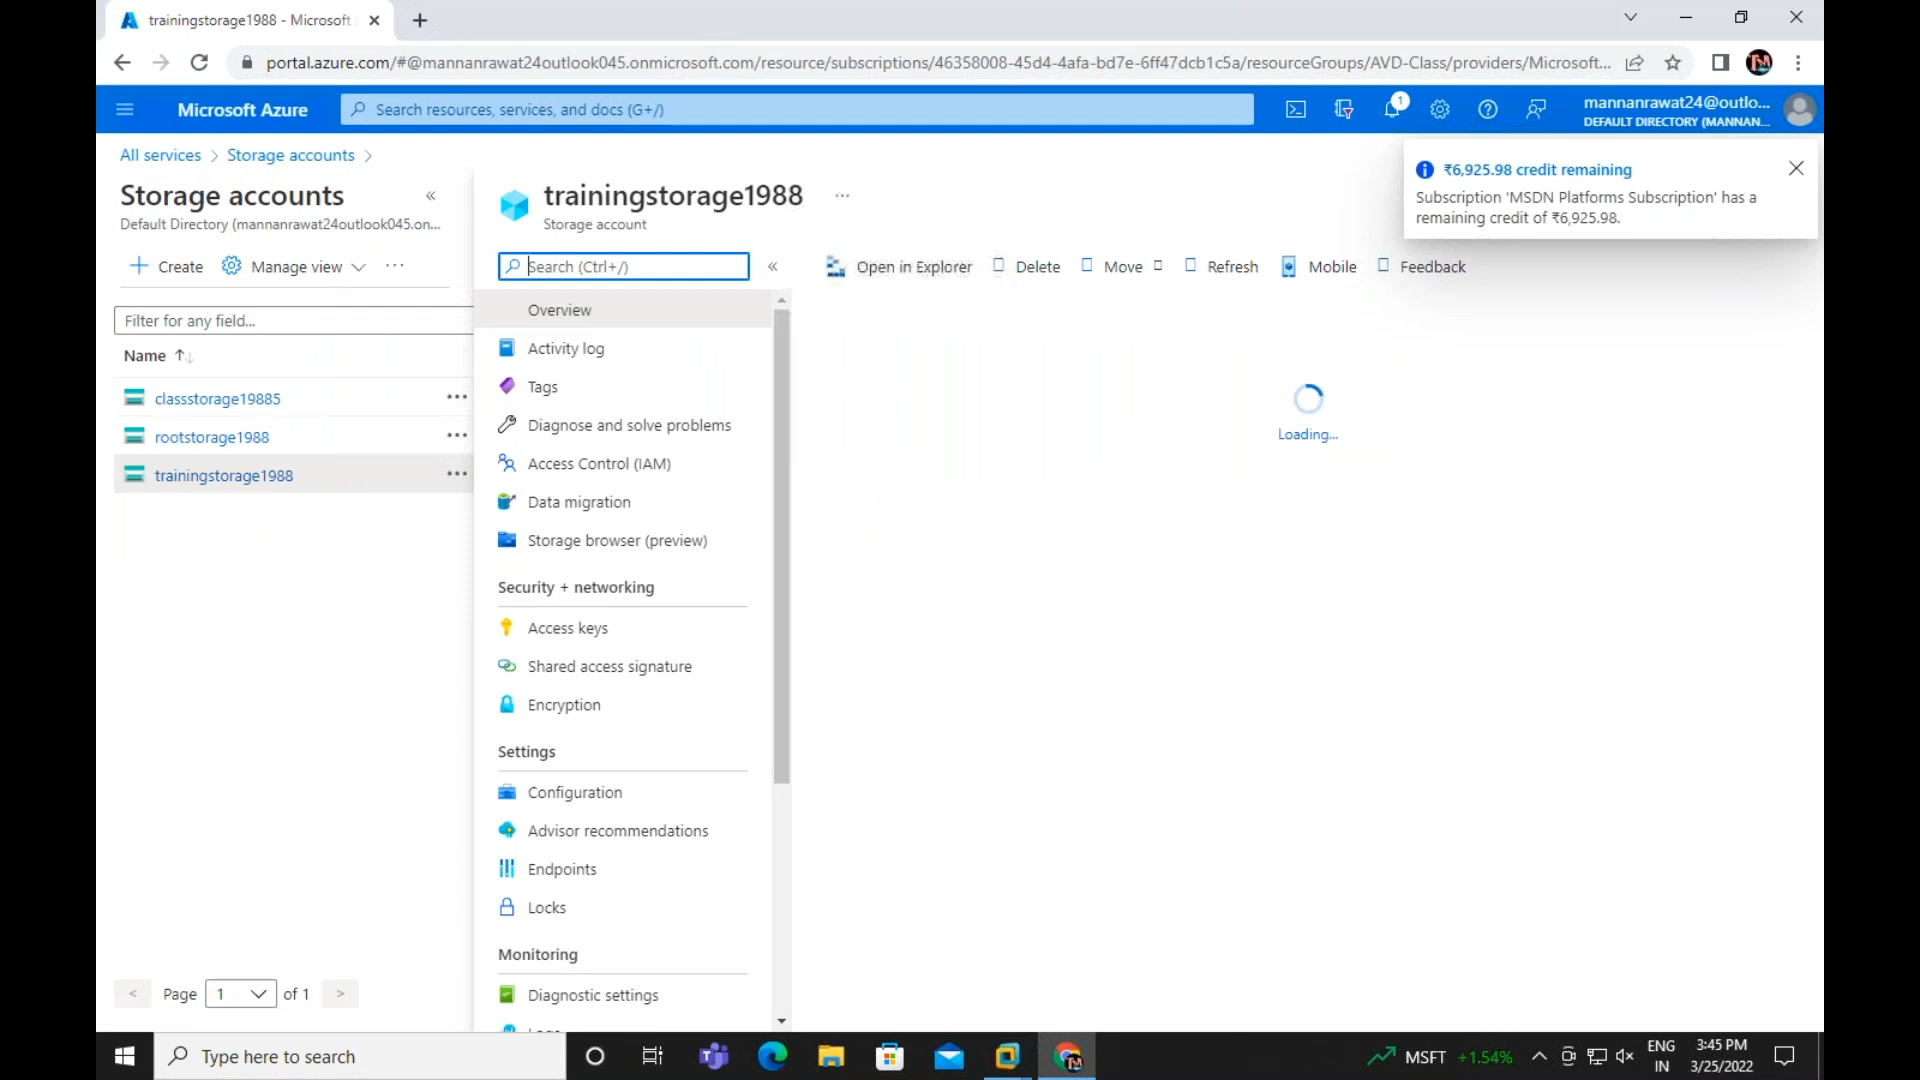 trainingstorage1988 - Microsoft
portal.azure.com/#@mannanrawat24outlook045.onmicrosoft.com/resource/subscriptions/46358008-45d4-4afa-bd7e-6ff47dcb1c5a/resourceGroups/AVD-Class/providers/Microsoft...
Microsoft Azure
Search resources, services, and docs (G+/)
1
mannanrawat24@outlo...
DEFAULT DIRECTORY (MANNAN...
All services > Storage accounts >
₹6,925.98 credit remaining
Subscription 'MSDN Platforms Subscription' has a
remaining credit of ₹6,925.98.
Storage accounts
Default Directory (mannanrawat24outlook045.on...
Create
Manage view
...
Filter for any field...
Name
classstorage19885
rootstorage1988
trainingstorage1988
Page 1 of 1
trainingstorage1988
...
Storage account
Search (Ctrl+/)
Open in Explorer
Delete
Move
Refresh
Mobile
Feedback
Overview
Activity log
Tags
Diagnose and solve problems
Access Control (IAM)
Data migration
Storage browser (preview)
Security + networking
Access keys
Shared access signature
Encryption
Settings
Configuration
Advisor recommendations
Endpoints
Locks
Monitoring
Diagnostic settings
Loading...
Type here to search
MSFT +1.54%
ENG
IN
3:45 PM
3/25/2022